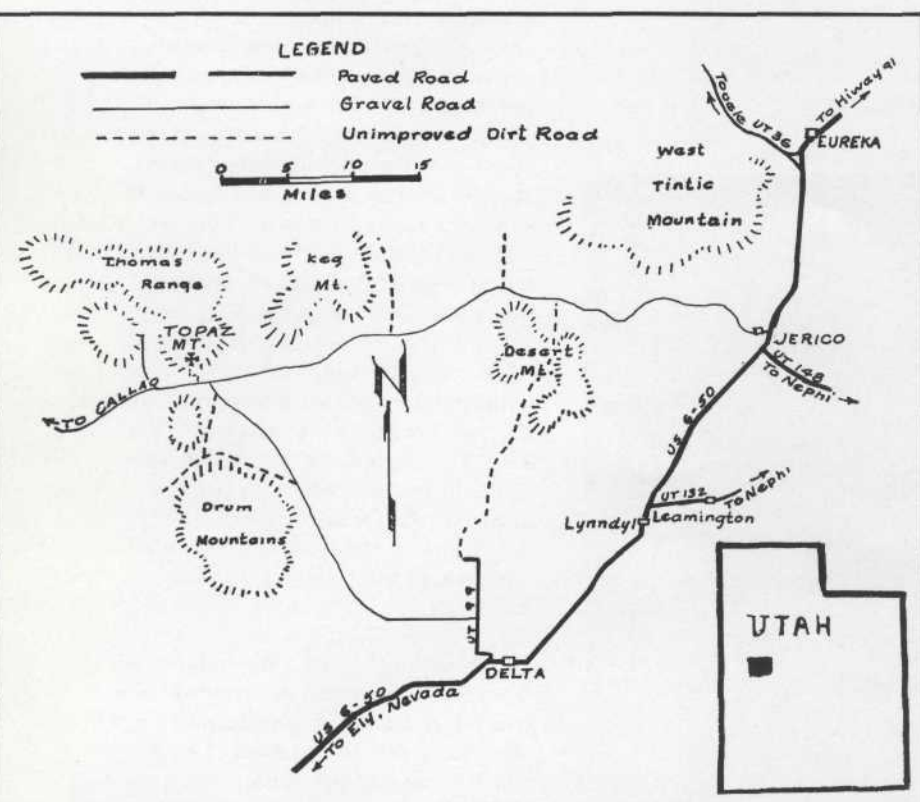 LEGEND
Paved Road
Gravel Road
Unimproved Dirt Road
0 5 10 15
Miles
Tooele UT 36
To Hiway 91
EUREKA
West
Tintic
Mountain
Thomas
Range
Keg
Mt.
TOPAZ
MT.
Desert
Mt.
JERICO
UT 148
To Nephi
TO CALLAO
N
US 6-50
UT 132
To Nephi
Lynndyl
Leamington
Drum
Mountains
UT
DELTA
US 6-50
To Ely, Nevada
UTAH